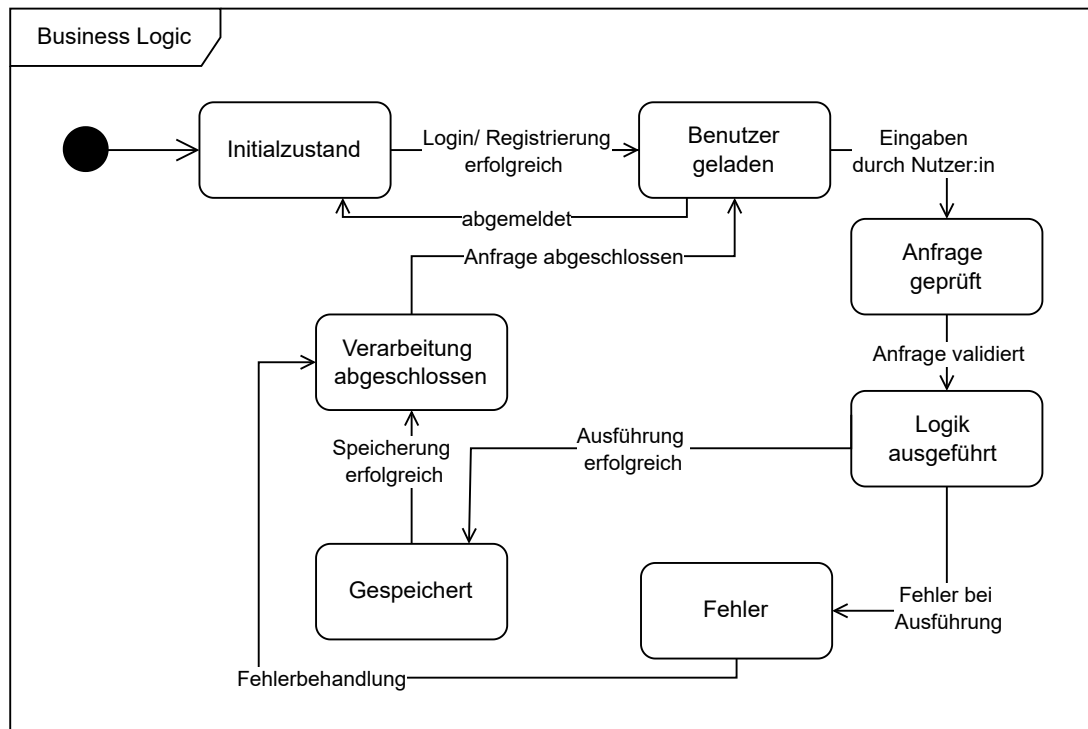 Business Logic
Initialzustand
Login/ Registrierung
erfolgreich
Benutzer
geladen
Eingaben
durch Nutzer:in
abgemeldet
Anfrage abgeschlossen
Anfrage
geprüft
Verarbeitung
abgeschlossen
Anfrage validiert
Logik
ausgeführt
Ausführung
erfolgreich
Speicherung
erfolgreich
Gespeichert
Fehler
Fehler bei
Ausführung
Fehlerbehandlung